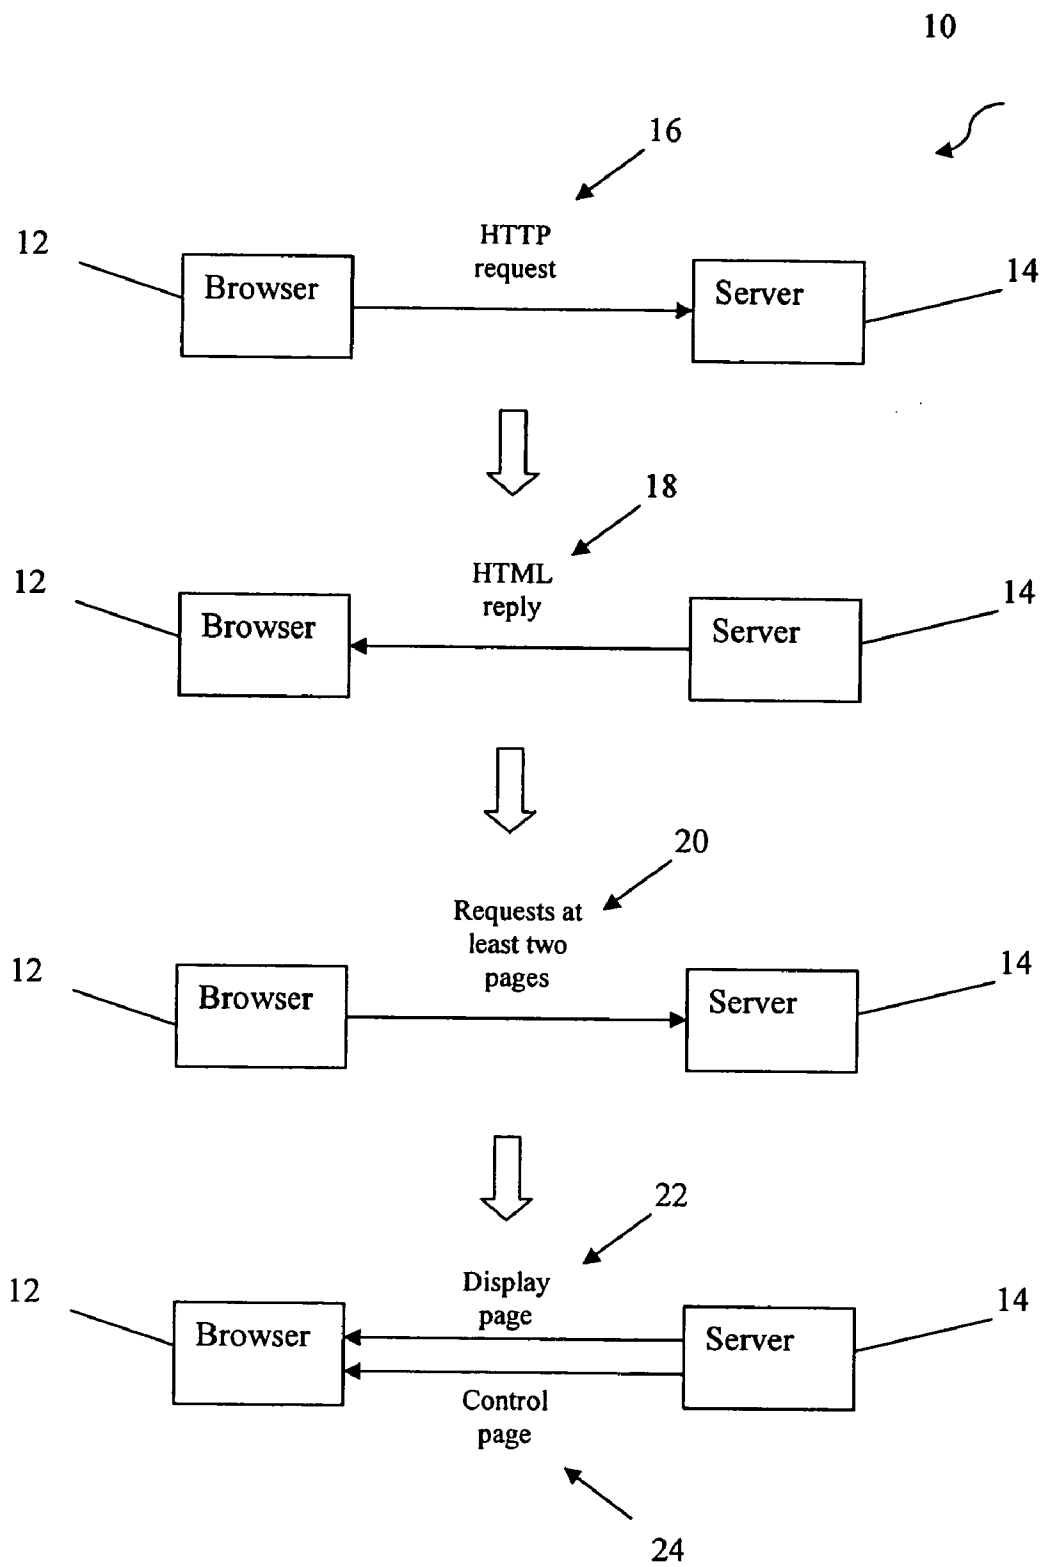 10
16
HTTP
request
12
Browser
Server
14
18
HTML
reply
12
Browser
Server
14
20
Requests at
least two
pages
12
Browser
Server
14
22
Display
page
12
Browser
Server
14
Control
page
24